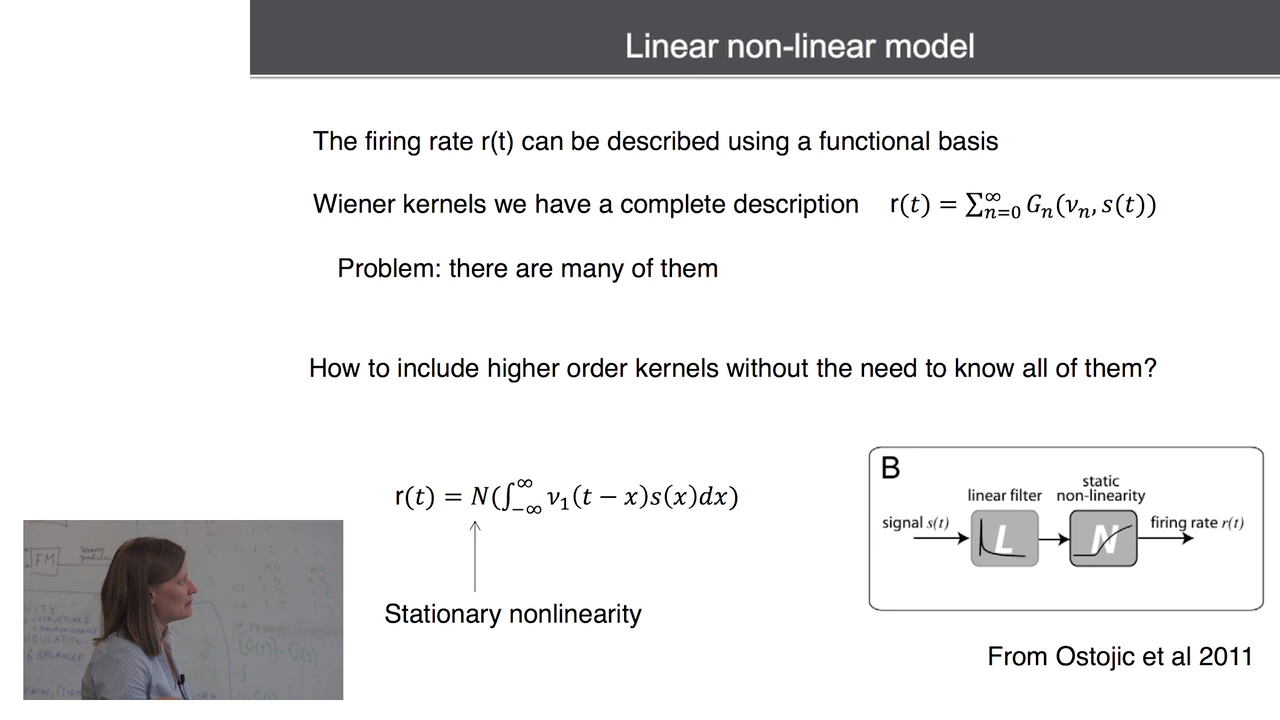 Linear non-linear model
The firing rate r(t) can be described using a functional basis
Wiener kernels we have a complete description r(t) = ∑_{n=0}^{∞} G_n(ν_n, s(t))
Problem: there are many of them
How to include higher order kernels without the need to know all of them?
r(t) = N(∫_{−∞}^{∞} ν_1(t − x)s(x)dx)
Stationary nonlinearity
B
static
linear filter non-linearity
signal s(t)
L
N
firing rate r(t)
From Ostojic et al 2011
FM